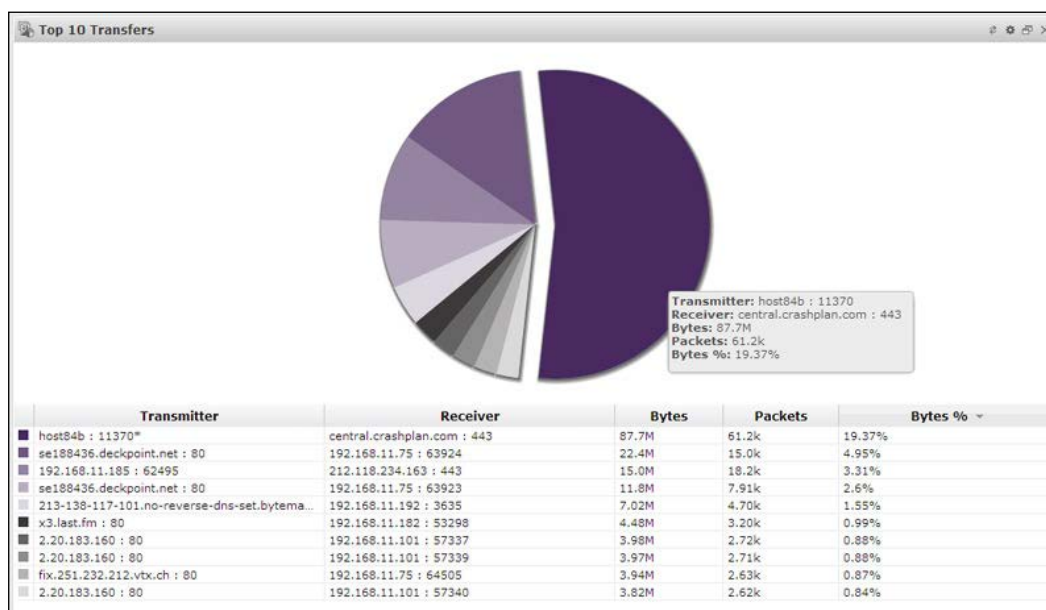 Top 10 Transfers
Transmitter: host84b : 11370
Receiver: central.crashplan.com : 443
Bytes: 87.7M
Packets: 61.2k
Bytes %: 19.37%
Transmitter Receiver Bytes Packets Bytes %
host84b : 11370* central.crashplan.com : 443 87.7M 61.2k 19.37%
se188436.deckpoint.net : 80 192.168.11.75 : 63924 22.4M 15.0k 4.95%
192.168.11.185 : 62495 212.118.234.163 : 443 15.0M 18.2k 3.31%
se188436.deckpoint.net : 80 192.168.11.75 : 63923 11.8M 7.91k 2.6%
213-138-117-101.no-reverse-dns-set.bytema... 192.168.11.192 : 3635 7.02M 4.70k 1.55%
x3.last.fm : 80 192.168.11.182 : 53298 4.48M 3.20k 0.99%
2.20.183.160 : 80 192.168.11.101 : 57337 3.98M 2.72k 0.88%
2.20.183.160 : 80 192.168.11.101 : 57339 3.97M 2.71k 0.88%
fix.251.232.212.vtx.ch : 80 192.168.11.75 : 64505 3.94M 2.63k 0.87%
2.20.183.160 : 80 192.168.11.101 : 57340 3.82M 2.62k 0.84%